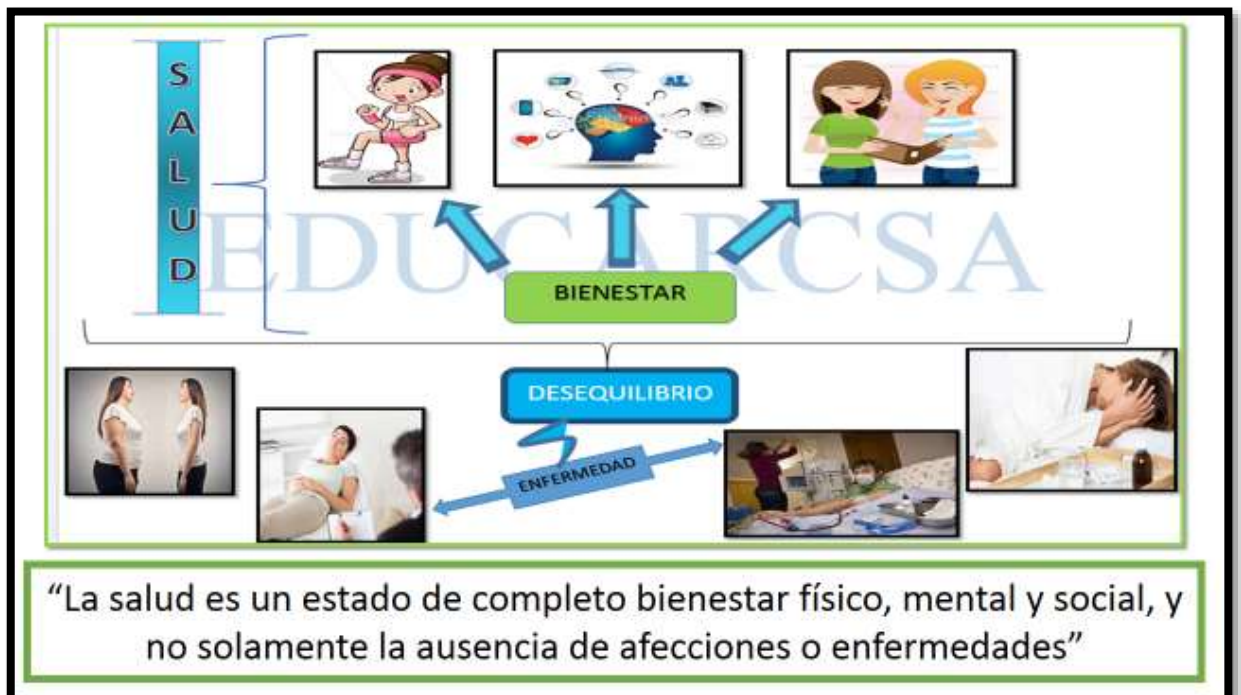 SALUD
EDUCARCSA
BIENESTAR
DESEQUILIBRIO
ENFERMEDAD
“La salud es un estado de completo bienestar físico, mental y social, y
no solamente la ausencia de afecciones o enfermedades”